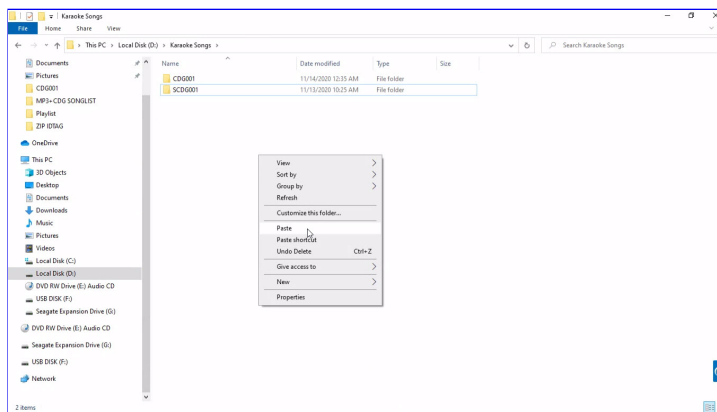 Karaoke Songs
File Home Share View
This PC > Local Disk (D:) > Karaoke Songs >
Search Karaoke Songs
Documents
Pictures
CDG001
MP3+CDG SONGLIST
Playlist
ZIP IDTAG
OneDrive
This PC
3D Objects
Desktop
Documents
Downloads
Music
Pictures
Videos
Local Disk (C:)
Local Disk (D:)
DVD RW Drive (E:) Audio CD
USB DISK (F:)
Seagate Expansion Drive (G:)
DVD RW Drive (E:) Audio CD
Seagate Expansion Drive (G:)
USB DISK (F:)
Network
Name Date modified Type Size
CDG001 11/14/2020 12:35 AM File folder
SCDG001 11/13/2020 10:25 AM File folder
View
Sort by
Group by
Refresh
Customize this folder...
Paste
Paste shortcut
Undo Delete Ctrl+Z
Give access to
New
Properties
2 items